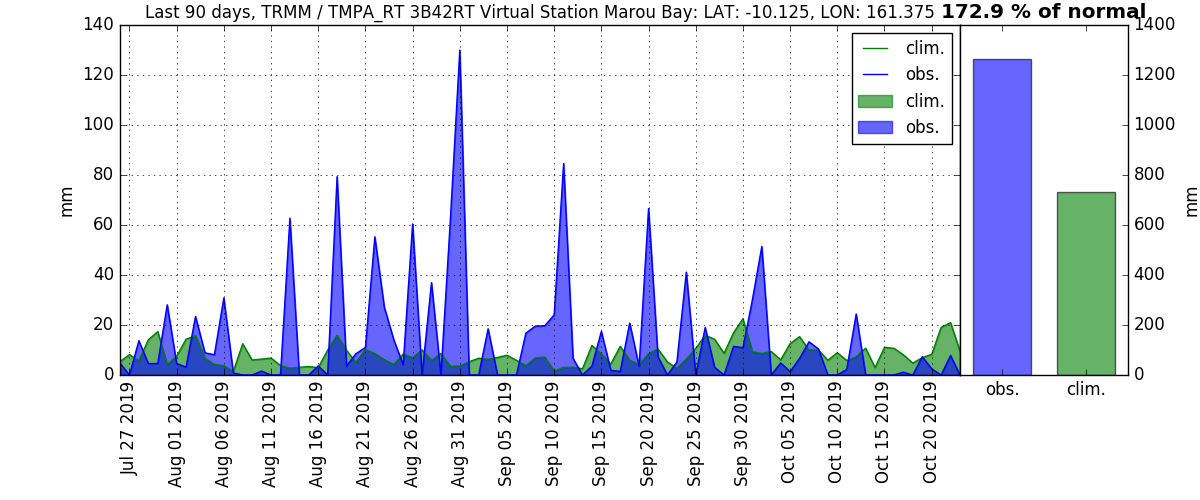 Last 90 days, TRMM / TMPA_RT 3B42RT Virtual Station Marou Bay: LAT: -10.125, LON: 161.375 172.9 % of normal
140
120
100
80
60
40
20
0
mm
clim.
obs.
clim.
obs.
1400
1200
1000
800
600
400
200
0
mm
Jul 27 2019
Aug 01 2019
Aug 06 2019
Aug 11 2019
Aug 16 2019
Aug 21 2019
Aug 26 2019
Aug 31 2019
Sep 05 2019
Sep 10 2019
Sep 15 2019
Sep 20 2019
Sep 25 2019
Sep 30 2019
Oct 05 2019
Oct 10 2019
Oct 15 2019
Oct 20 2019
obs. clim.